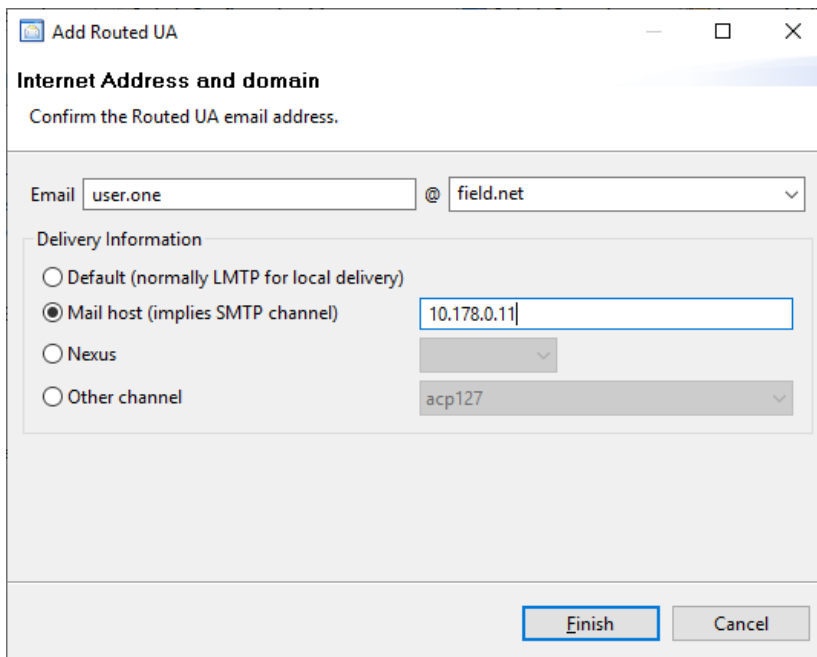 Add Routed UA
Internet Address and domain
Confirm the Routed UA email address.
Email user.one @ field.net
Delivery Information
Default (normally LMTP for local delivery)
Mail host (implies SMTP channel) 10.178.0.11
Nexus
Other channel acp127
Finish Cancel